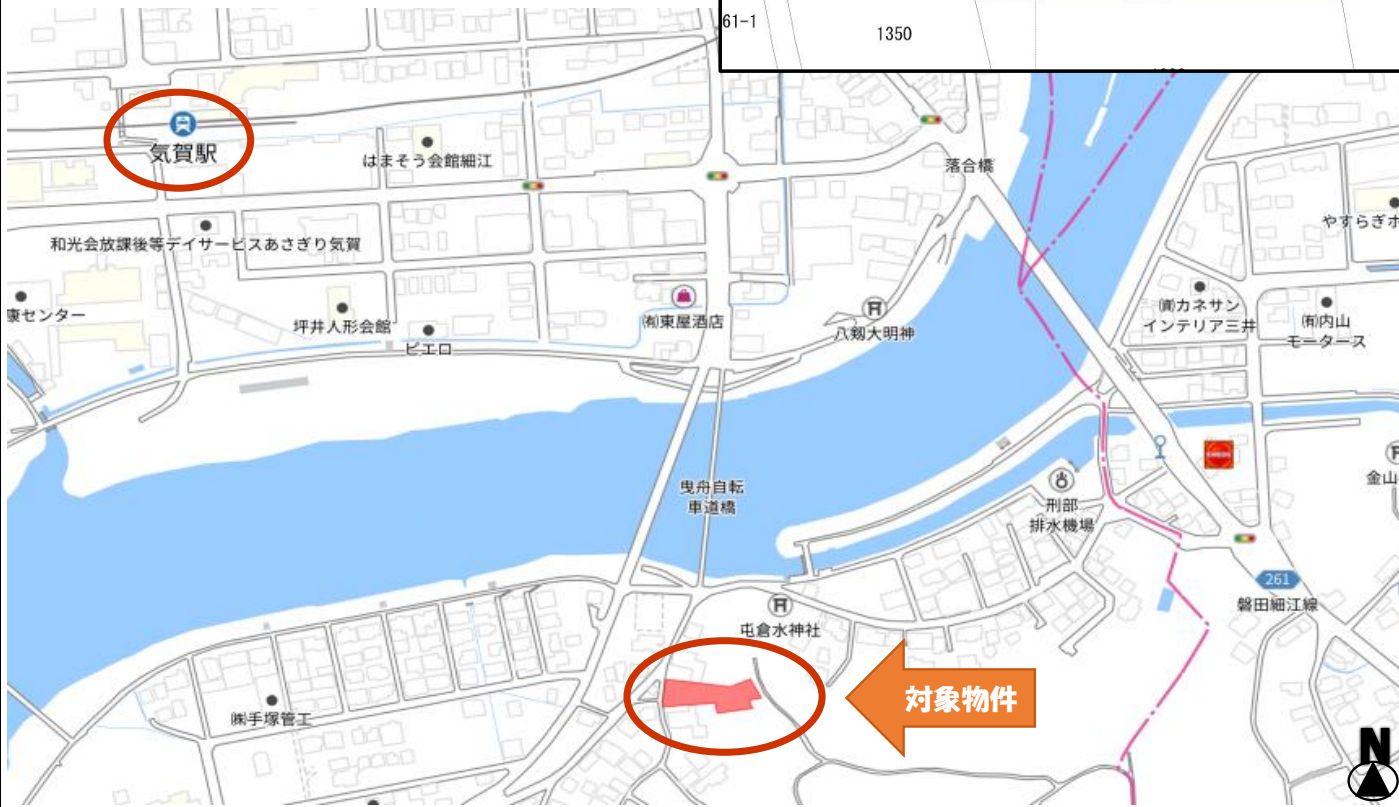 61-1
1350
気賀駅
はまそう会館細江
落合橋
和光会放課後等デイサービスあさぎり気賀
やすらぎホ
康センター
坪井人形会館
ピエロ
㈲東屋酒店
八剱大明神
㈲カネサン
インテリア三井
㈲内山
モータース
曳舟自転
車道橋
刑部
排水機場
ENEOS
金山
261
磐田細江線
屯倉水神社
対象物件
㈱手塚管工
N